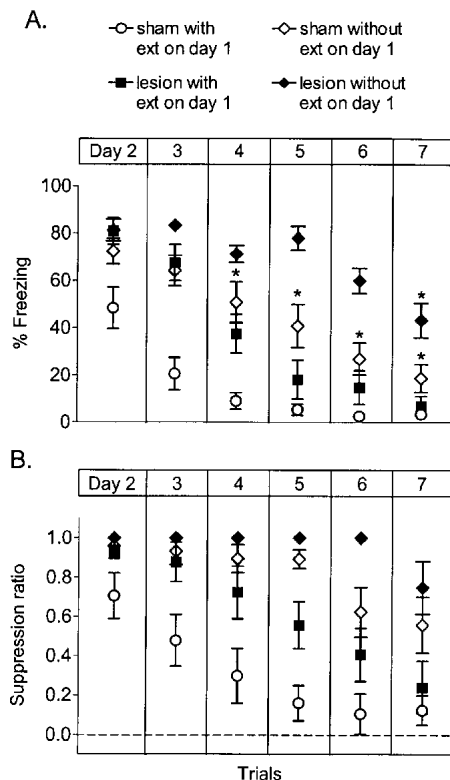 A.
sham with ext on day 1
sham without ext on day 1
lesion with ext on day 1
lesion without ext on day 1
Day 2 3 4 5 6 7
% Freezing
100
80
60
40
20
0
* * * * *
B.
Day 2 3 4 5 6 7
Suppression ratio
1.0
0.8
0.6
0.4
0.2
0.0
Trials